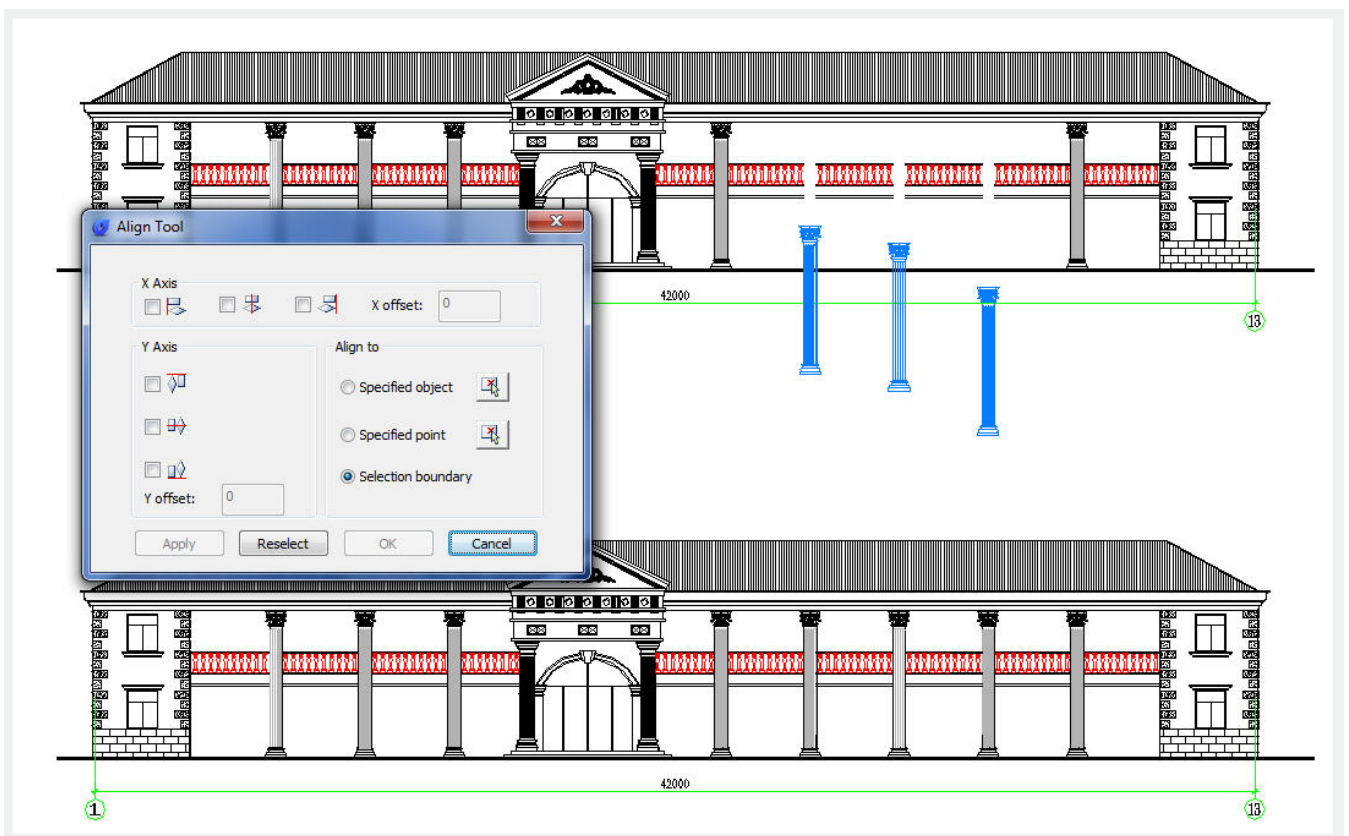 42000
13
Align Tool
X Axis
X offset: 0
Y Axis
Align to
Specified object
Specified point
Selection boundary
Y offset: 0
Apply Reselect OK Cancel
42000
1 13